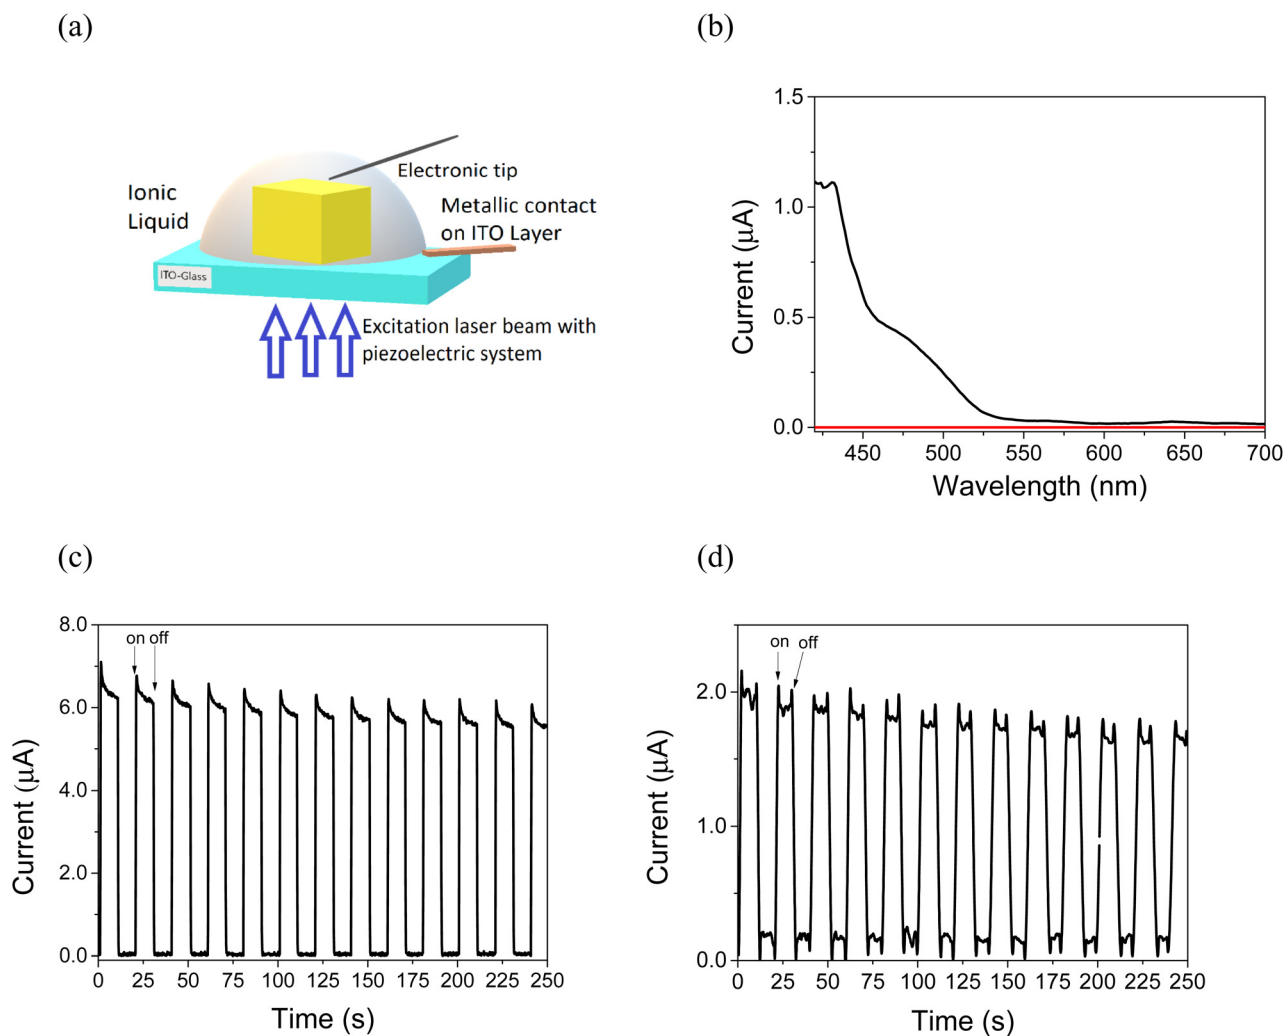 (a)
Ionic
Liquid
Electronic tip
Metallic contact
on ITO Layer
ITO-Glass
Excitation laser beam with
piezoelectric system
(b)
1.5
1.0
0.5
0.0
Current (μA)
450 500 550 600 650 700
Wavelength (nm)
(c)
8.0
6.0
4.0
2.0
0.0
Current (μA)
on off
0 25 50 75 100 125 150 175 200 225 250
Time (s)
(d)
2.0
1.0
0.0
Current (μA)
on off
0 25 50 75 100 125 150 175 200 225 250
Time (s)